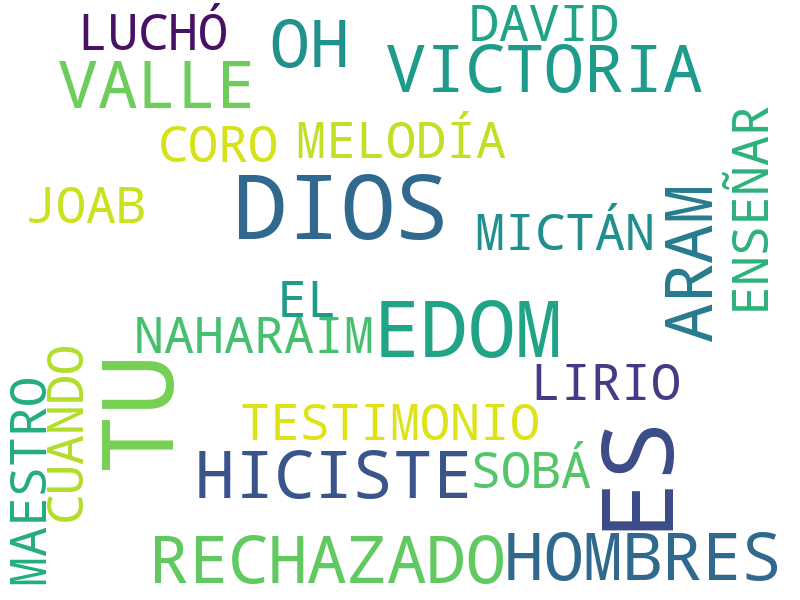 DAVID
LUCHÓ
OH
VICTORIA
VALLE
CORO
MELODÍA
ENSEÑAR
JOAB
DIOS
MICTÁN
ARAM
EL
NAHARAIM
EDOM
LIRIO
CUANDO
TU
MAESTRO
TESTIMONIO
ES
HICISTE
SOBÁ
RECHAZADO
HOMBRES